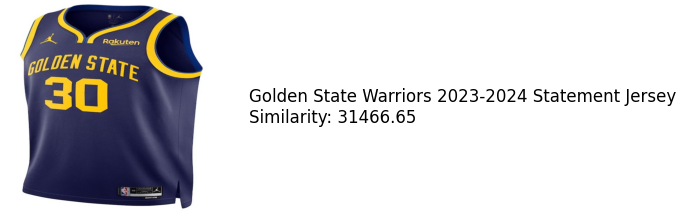 Rakuten
GOLDEN STATE
30
Golden State Warriors 2023-2024 Statement Jersey
Similarity: 31466.65